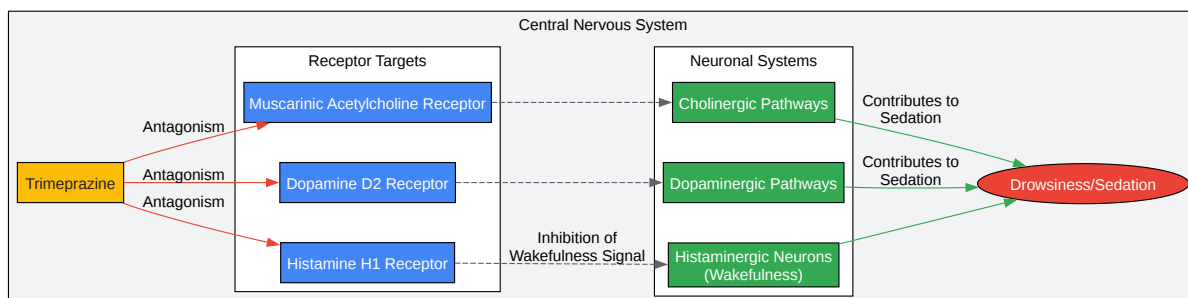 Central Nervous System
Receptor Targets
Neuronal Systems
Muscarinic Acetylcholine Receptor
Cholinergic Pathways
Contributes to
Sedation
Antagonism
Trimeprazine
Antagonism
Dopamine D2 Receptor
Dopaminergic Pathways
Contributes to
Sedation
Drowsiness/Sedation
Antagonism
Histamine H1 Receptor
Inhibition of
Wakefulness Signal
Histaminergic Neurons
(Wakefulness)